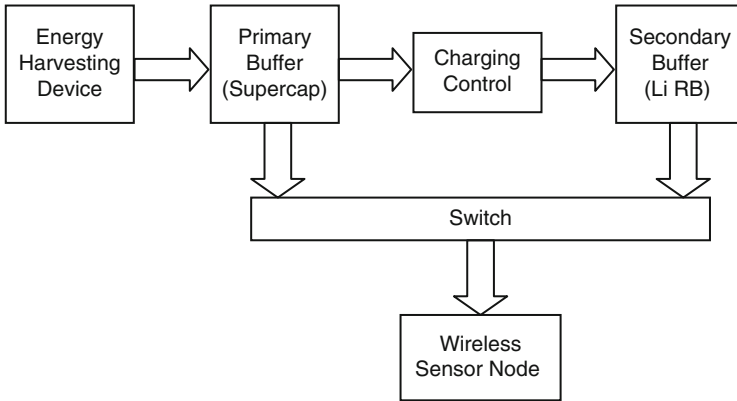 Energy
Harvesting
Device
Primary
Buffer
(Supercap)
Charging
Control
Secondary
Buffer
(Li RB)
Switch
Wireless
Sensor Node